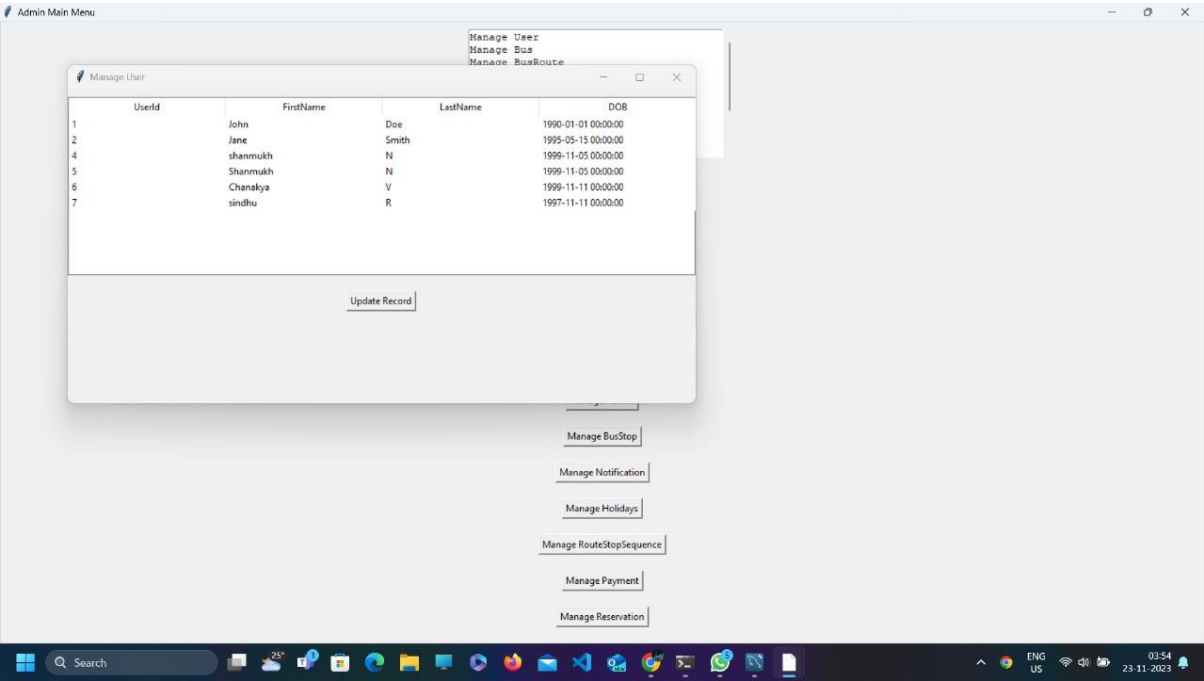 Admin Main Menu
Manage User
Manage Bus
Manage BusRoute
Manage User
UserId FirstName LastName DOB
1 John Doe 1990-01-01 00:00:00
2 Jane Smith 1995-05-15 00:00:00
4 shanmukh N 1999-11-05 00:00:00
5 Shanmukh N 1999-11-05 00:00:00
6 Chanakya V 1999-11-11 00:00:00
7 sindhu R 1997-11-11 00:00:00
Update Record
Manage BusStop
Manage Notification
Manage Holidays
Manage RouteStopSequence
Manage Payment
Manage Reservation
Search
25°
ENG
US
03:54
23-11-2023